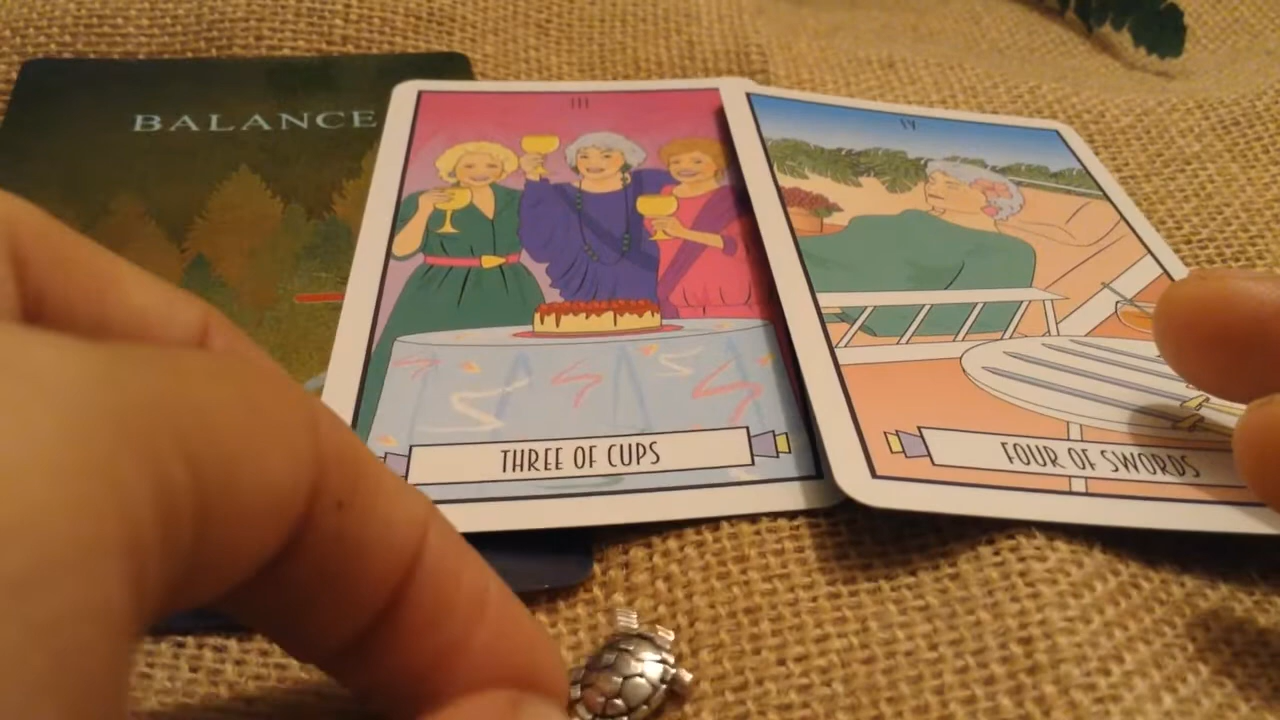 BALANCE
III
THREE OF CUPS
IV
FOUR OF SWORDS